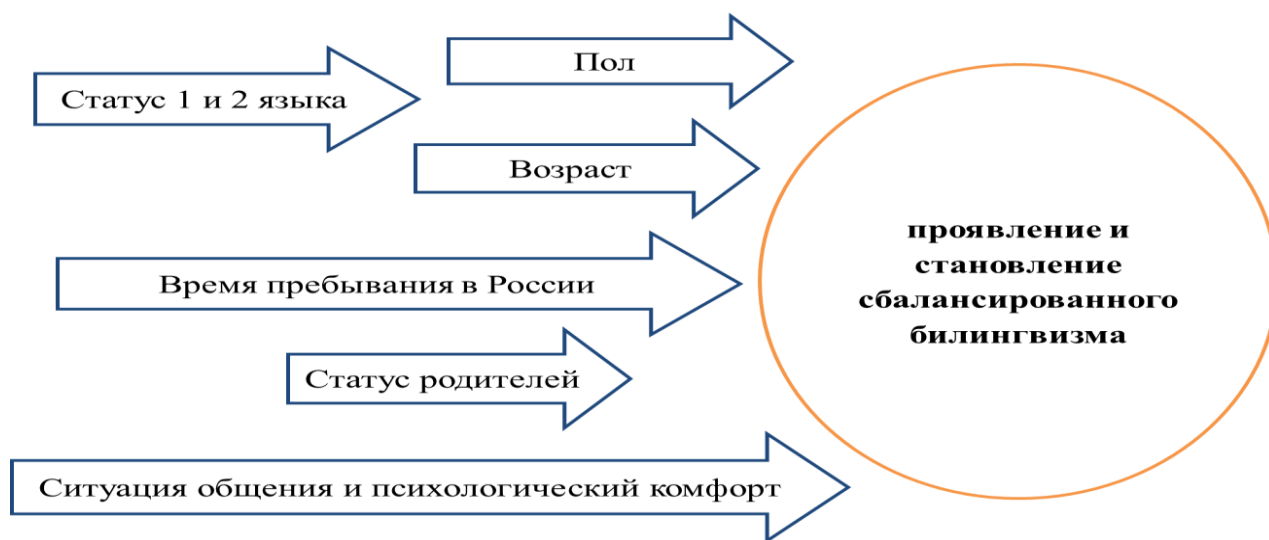 Пол
Статус 1 и 2 языка
Возраст
Время пребывания в России
Статус родителей
Ситуация общения и психологический комфорт
проявление и
становление
сбалансированного
билингвизма